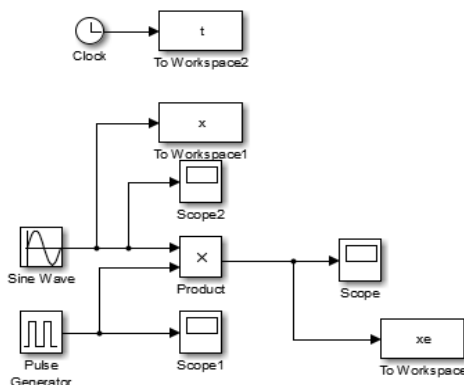 t
Clock
To Workspace2
x
To Workspace1
Scope2
Sine Wave
×
Product
Scope
Pulse
Generator
Scope1
xe
To Workspace